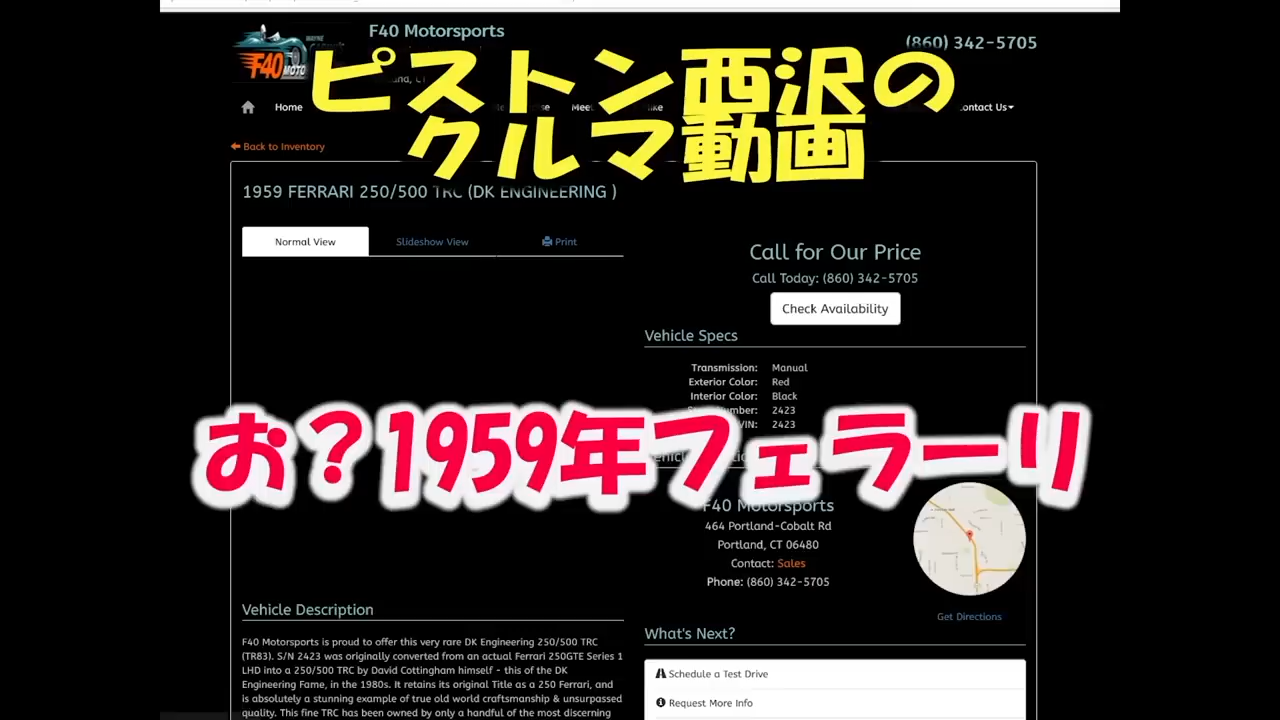 F40 Motorsports
(860) 342-5705
F40 MOTO
ピストン西沢の
クルマ動画
Home
ontact Us
Back to Inventory
1959 FERRARI 250/500 TRC (DK ENGINEERING )
Normal View
Slideshow View
Print
Call for Our Price
Call Today: (860) 342-5705
Check Availability
Vehicle Specs
Transmission: Manual
Exterior Color: Red
Interior Color: Black
2423
VIN: 2423
お？1959年フェラーリ
F40 Motorsports
464 Portland-Cobalt Rd
Portland, CT 06480
Contact: Sales
Phone: (860) 342-5705
Get Directions
Vehicle Description
F40 Motorsports is proud to offer this very rare DK Engineering 250/500 TRC
(TR83). S/N 2423 was originally converted from an actual Ferrari 250GTE Series 1
LHD into a 250/500 TRC by David Cottingham himself - this of the DK
Engineering Fame, in the 1980s. It retains its original Title as a 250 Ferrari, and
is absolutely a stunning example of true old world craftsmanship & unsurpassed
quality. This fine TRC has been owned by only a handful of the most discerning
What's Next?
Schedule a Test Drive
Request More Info